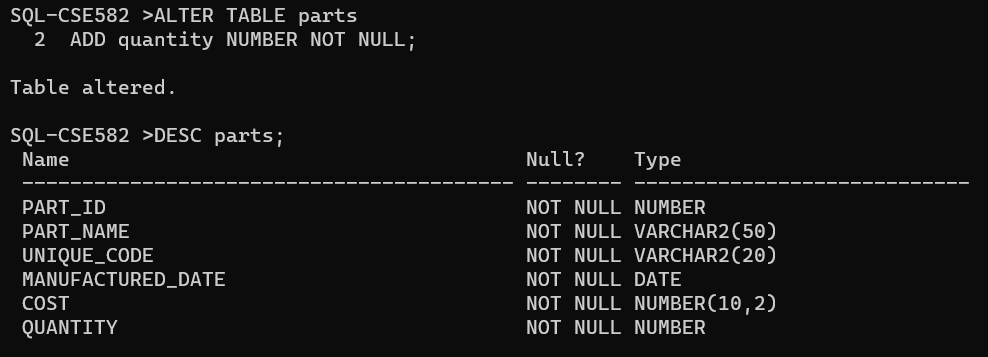 SQL-CSE582 >ALTER TABLE parts
  2  ADD quantity NUMBER NOT NULL;

Table altered.

SQL-CSE582 >DESC parts;
 Name                                      Null?    Type
 ----------------------------------------- -------- ----------------------------
 PART_ID                                   NOT NULL NUMBER
 PART_NAME                                 NOT NULL VARCHAR2(50)
 UNIQUE_CODE                               NOT NULL VARCHAR2(20)
 MANUFACTURED_DATE                         NOT NULL DATE
 COST                                      NOT NULL NUMBER(10,2)
 QUANTITY                                  NOT NULL NUMBER